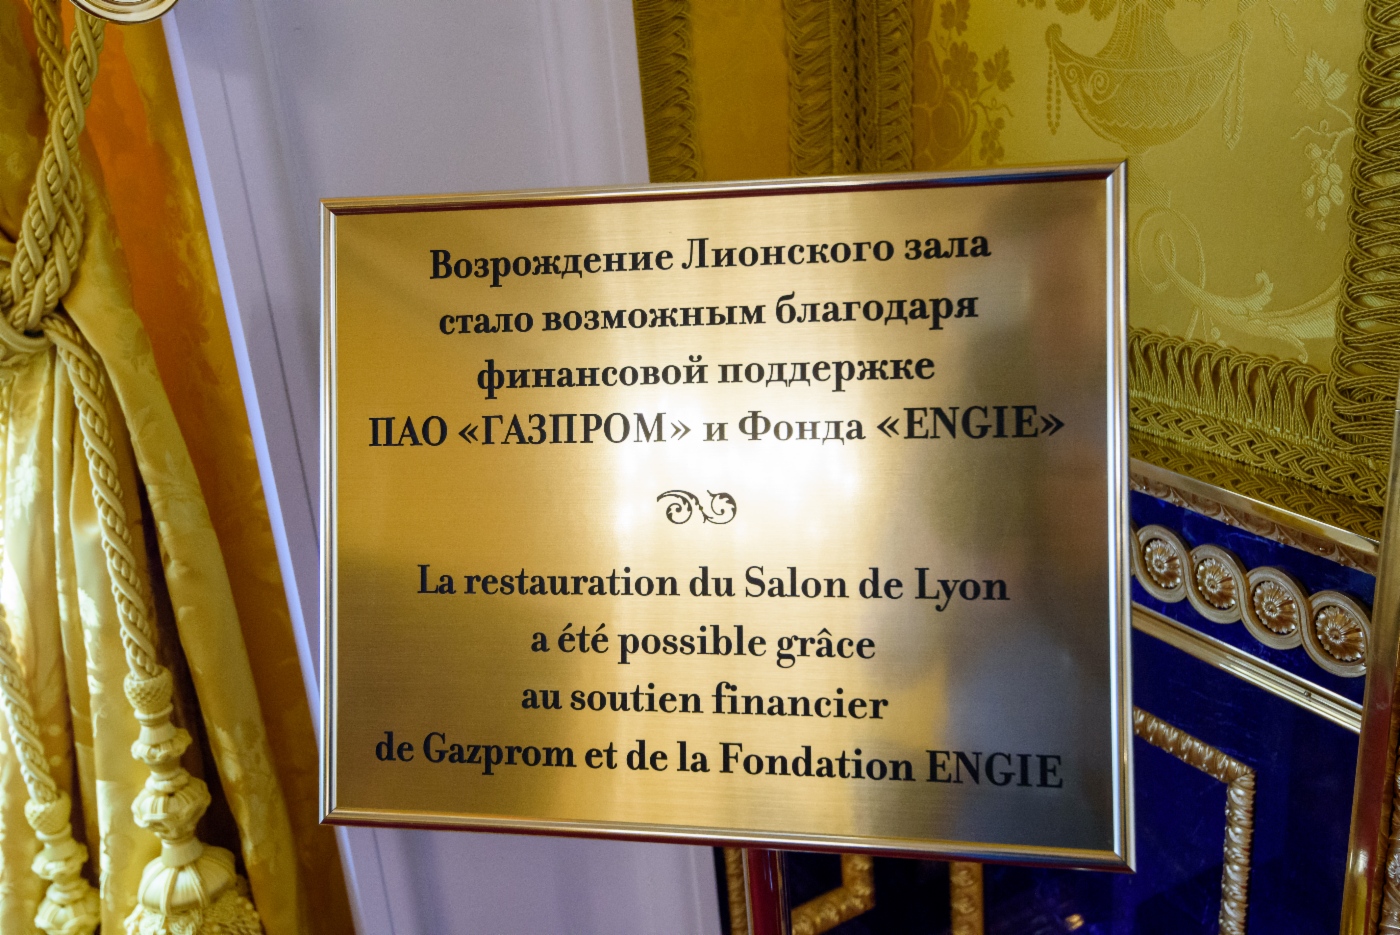 Возрождение Лионского зала
стало возможным благодаря
финансовой поддержке
ПАО «ГАЗПРОМ» и Фонда «ENGIE»
La restauration du Salon de Lyon
a été possible grâce
au soutien financier
de Gazprom et de la Fondation ENGIE